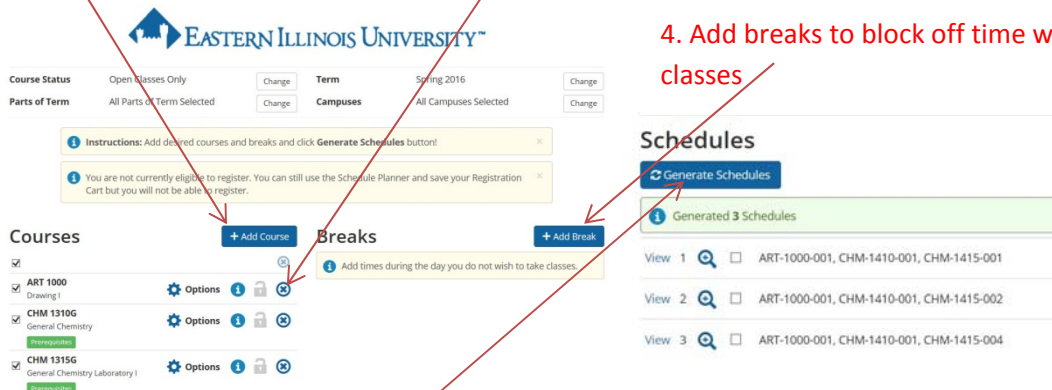 EASTERN ILLINOIS UNIVERSITY™
4. Add breaks to block off time w
classes
Course Status Open Classes Only Change Term Spring 2016 Change
Parts of Term All Parts of Term Selected Change Campuses All Campuses Selected Change
Instructions: Add desired courses and breaks and click Generate Schedules button! ×
You are not currently eligible to register. You can still use the Schedule Planner and save your Registration ×
Cart but you will not be able to register.
Courses + Add Course
ART 1000 Options
Drawing I
CHM 1310G Options
General Chemistry
Prerequisites
CHM 1315G Options
General Chemistry Laboratory I
Prerequisites
Breaks + Add Break
Add times during the day you do not wish to take classes.
Schedules
Generate Schedules
Generated 3 Schedules
View 1 ART-1000-001, CHM-1410-001, CHM-1415-001
View 2 ART-1000-001, CHM-1410-001, CHM-1415-002
View 3 ART-1000-001, CHM-1410-001, CHM-1415-004